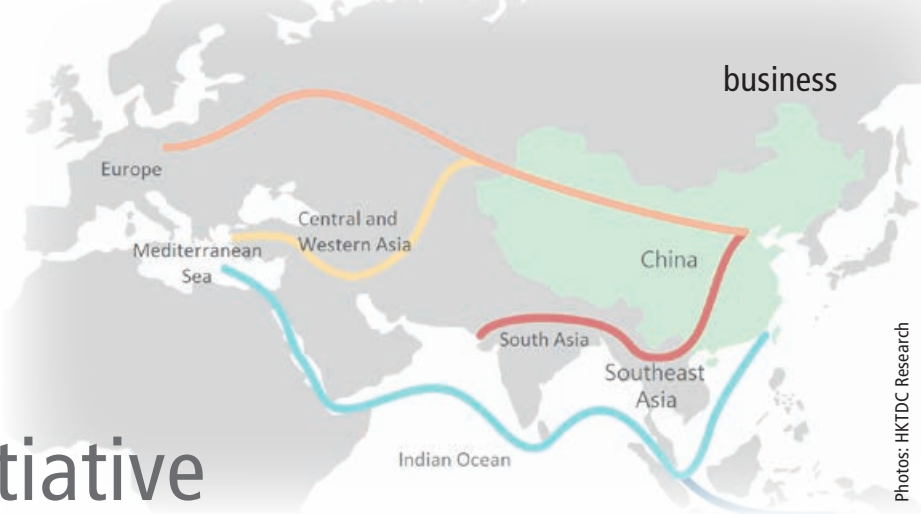 business
Europe
Central and
Western Asia
Mediterranean
Sea
China
South Asia
Southeast
Asia
Indian Ocean
tiative
Photos: HKTDC Research